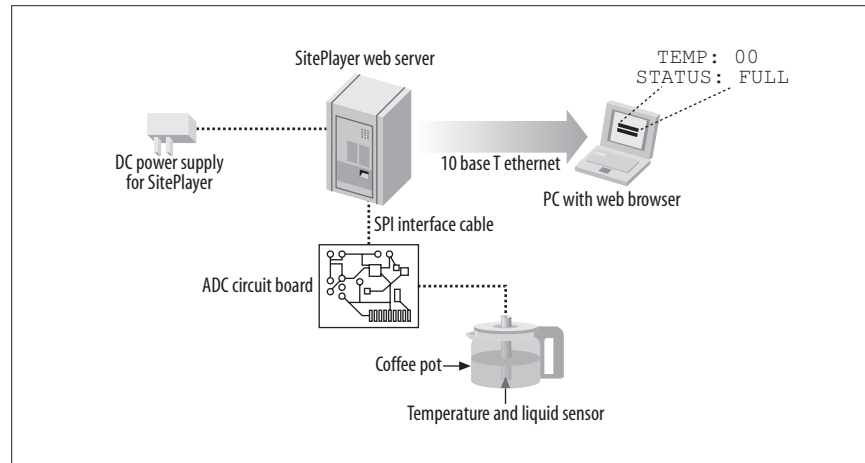 TEMP: 00
STATUS: FULL
SitePlayer web server
DC power supply
for SitePlayer
10 base T ethernet
PC with web browser
SPI interface cable
ADC circuit board
Coffee pot
Temperature and liquid sensor